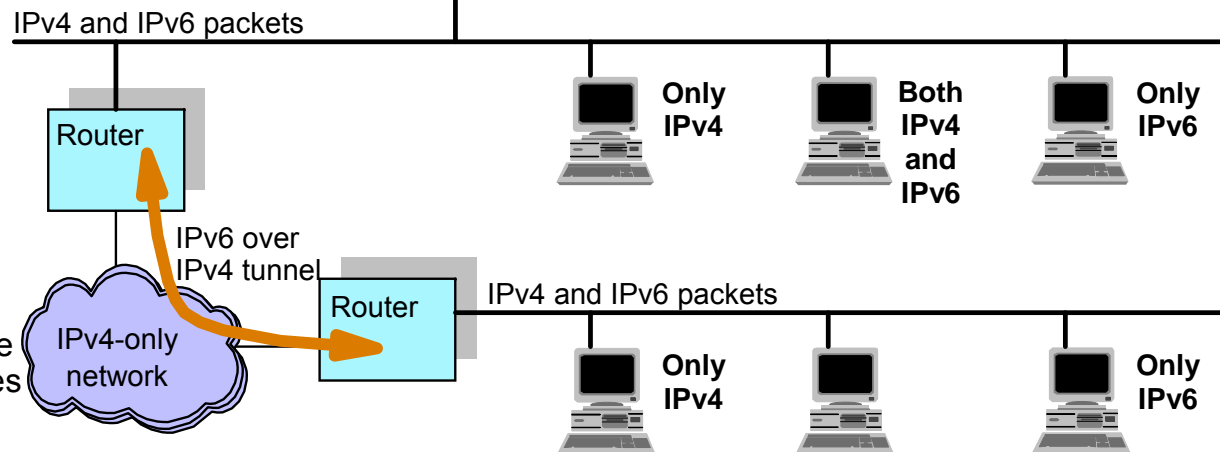 IPv4 and IPv6 packets
Only
IPv4
Both
IPv4
and
IPv6
Only
IPv6
Router
IPv6 over
IPv4 tunnel
Router
IPv4 and IPv6 packets
IPv4-only
network
Only
IPv4
Only
IPv6